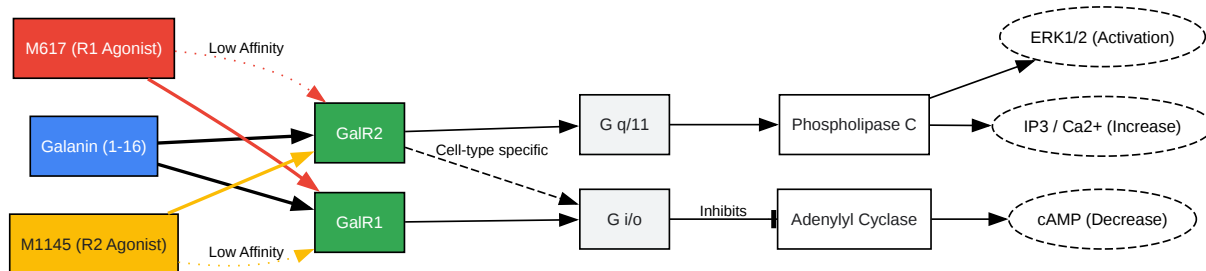 M617 (R1 Agonist)
Low Affinity
Galanin (1-16)
M1145 (R2 Agonist)
Low Affinity
GalR2
GalR1
Cell-type specific
G q/11
G i/o
Inhibits
Phospholipase C
Adenylyl Cyclase
ERK1/2 (Activation)
IP3 / Ca2+ (Increase)
cAMP (Decrease)